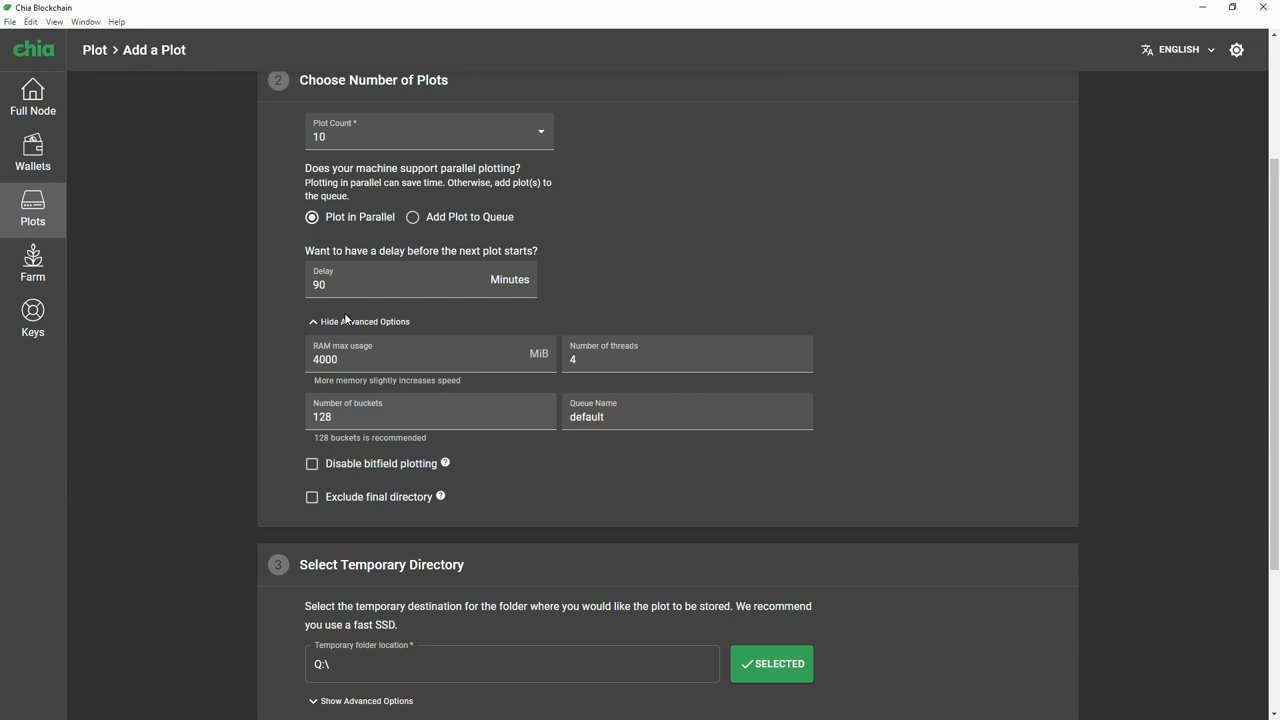 Chia Blockchain
File Edit View Window Help
chia
Plot > Add a Plot
ENGLISH
Full Node
Wallets
Plots
Farm
Keys
2 Choose Number of Plots
Plot Count *
10
Does your machine support parallel plotting?
Plotting in parallel can save time. Otherwise, add plot(s) to
the queue.
Plot in Parallel Add Plot to Queue
Want to have a delay before the next plot starts?
Delay
90 Minutes
Hide Advanced Options
RAM max usage
4000 MiB
More memory slightly increases speed
Number of threads
4
Number of buckets
128
128 buckets is recommended
Queue Name
default
Disable bitfield plotting ?
Exclude final directory ?
3 Select Temporary Directory
Select the temporary destination for the folder where you would like the plot to be stored. We recommend
you use a fast SSD.
Temporary folder location *
Q:\
SELECTED
Show Advanced Options